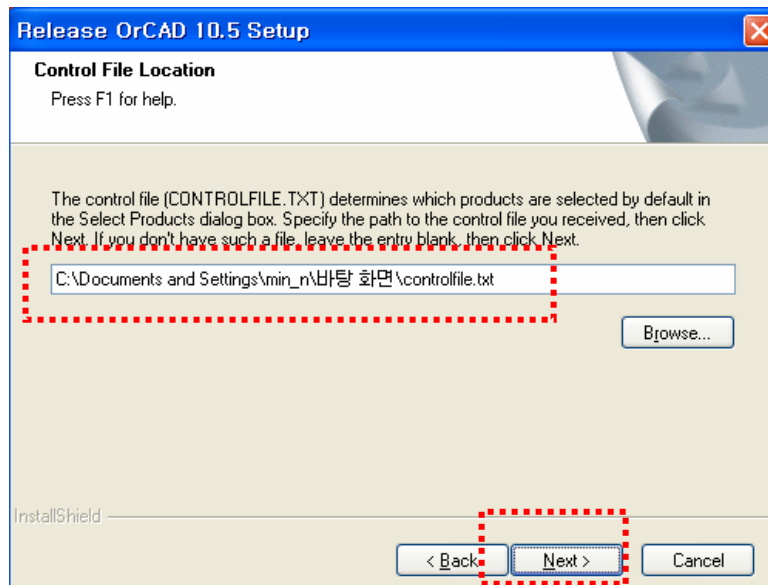 Release OrCAD 10.5 Setup
Control File Location
Press F1 for help.
The control file (CONTROLFILE.TXT) determines which products are selected by default in
the Select Products dialog box. Specify the path to the control file you received, then click
Next. If you don't have such a file, leave the entry blank, then click Next.
C:\Documents and Settings\min_n\바탕 화면\controlfile.txt
Browse...
InstallShield
< Back
Next >
Cancel